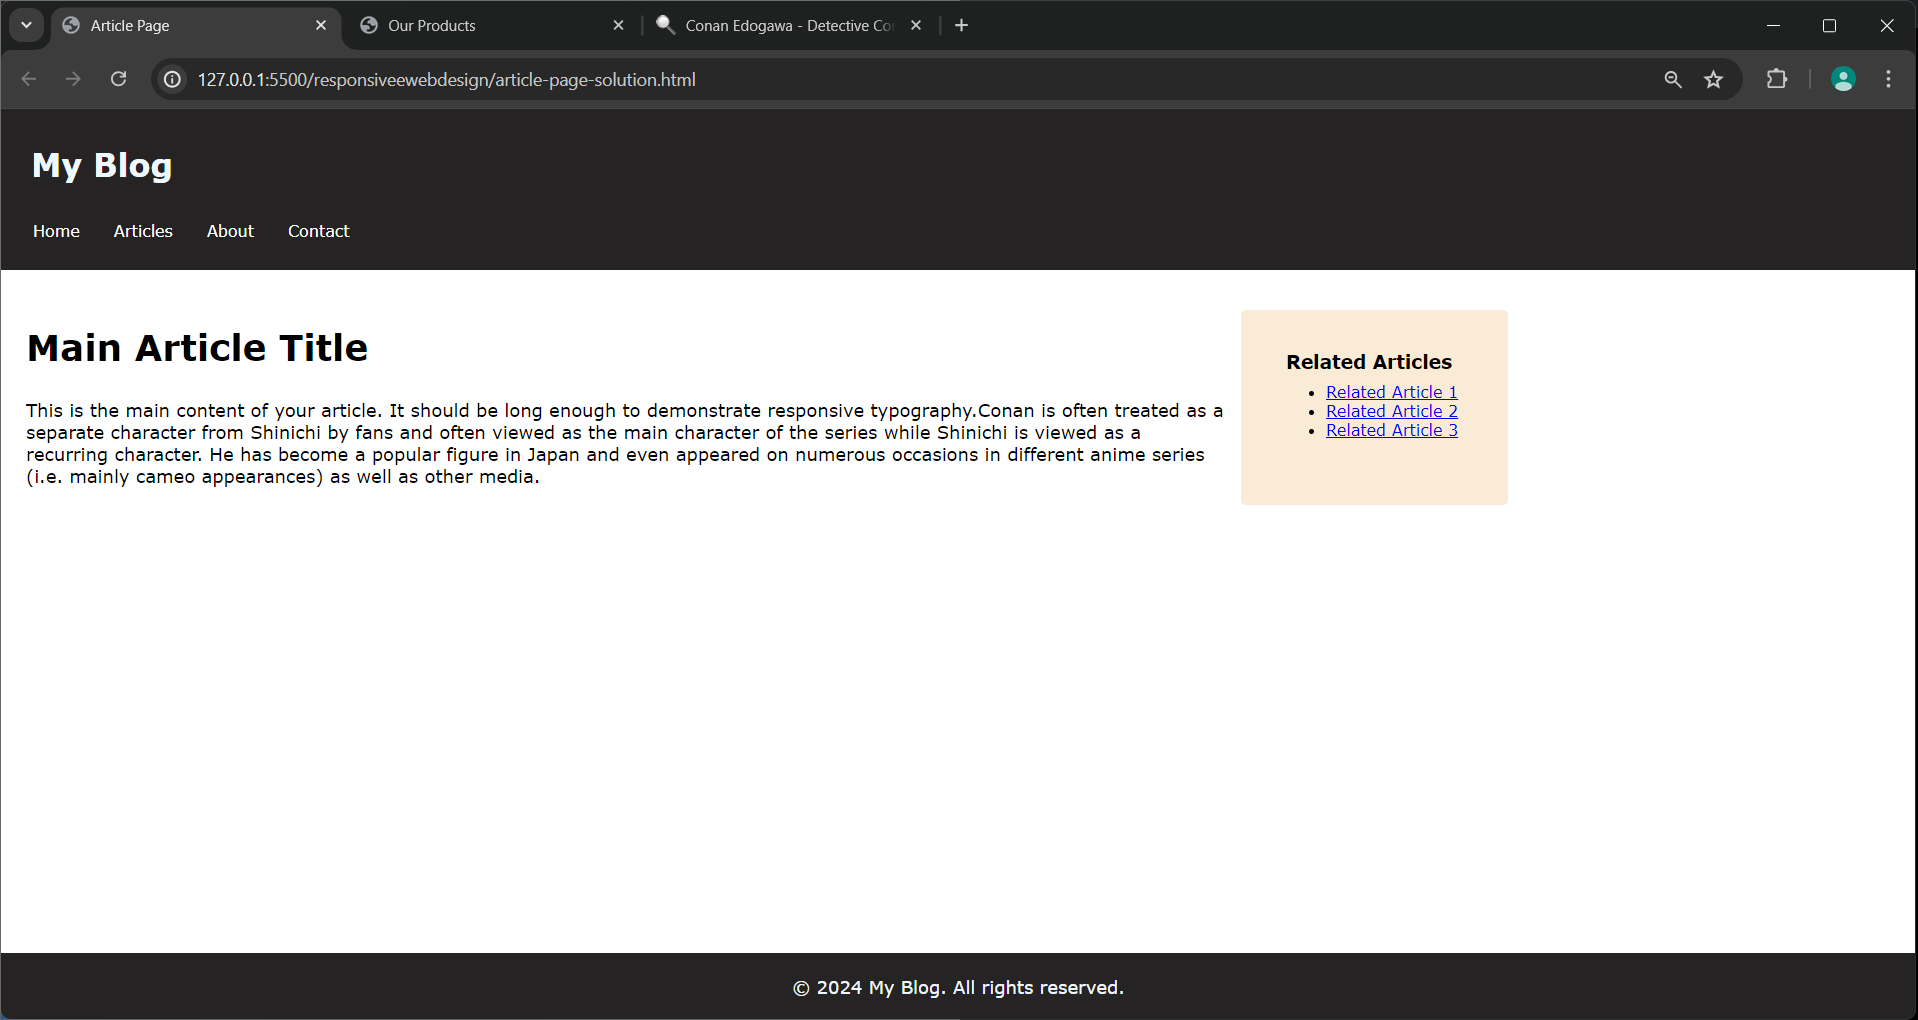 Article Page
Our Products
Conan Edogawa - Detective Co
127.0.0.1:5500/responsiveewebdesign/article-page-solution.html
My Blog
Home Articles About Contact
Main Article Title
This is the main content of your article. It should be long enough to demonstrate responsive typography.Conan is often treated as a
separate character from Shinichi by fans and often viewed as the main character of the series while Shinichi is viewed as a
recurring character. He has become a popular figure in Japan and even appeared on numerous occasions in different anime series
(i.e. mainly cameo appearances) as well as other media.
Related Articles
Related Article 1
Related Article 2
Related Article 3
© 2024 My Blog. All rights reserved.